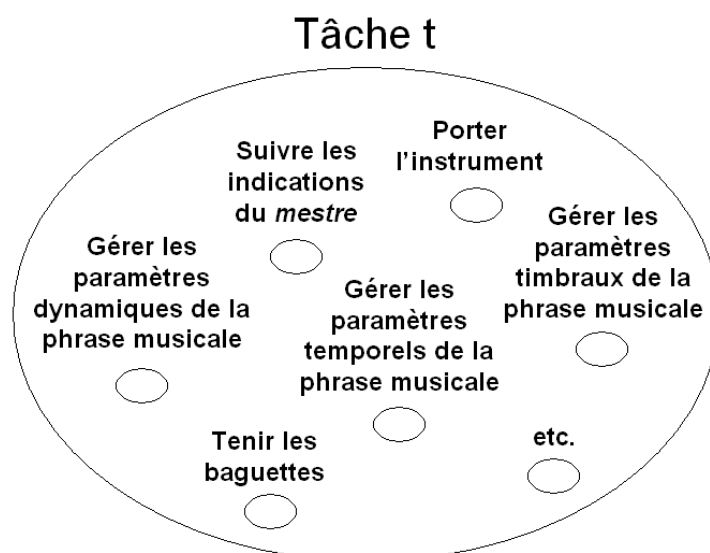 Tâche t
Suivre les
indications
du mestre
Porter
l'instrument
Gérer les
paramètres
dynamiques de la
phrase musicale
Gérer les
paramètres
temporels de la
phrase musicale
Gérer les
paramètres
timbraux de la
phrase musicale
Tenir les
baguettes
etc.